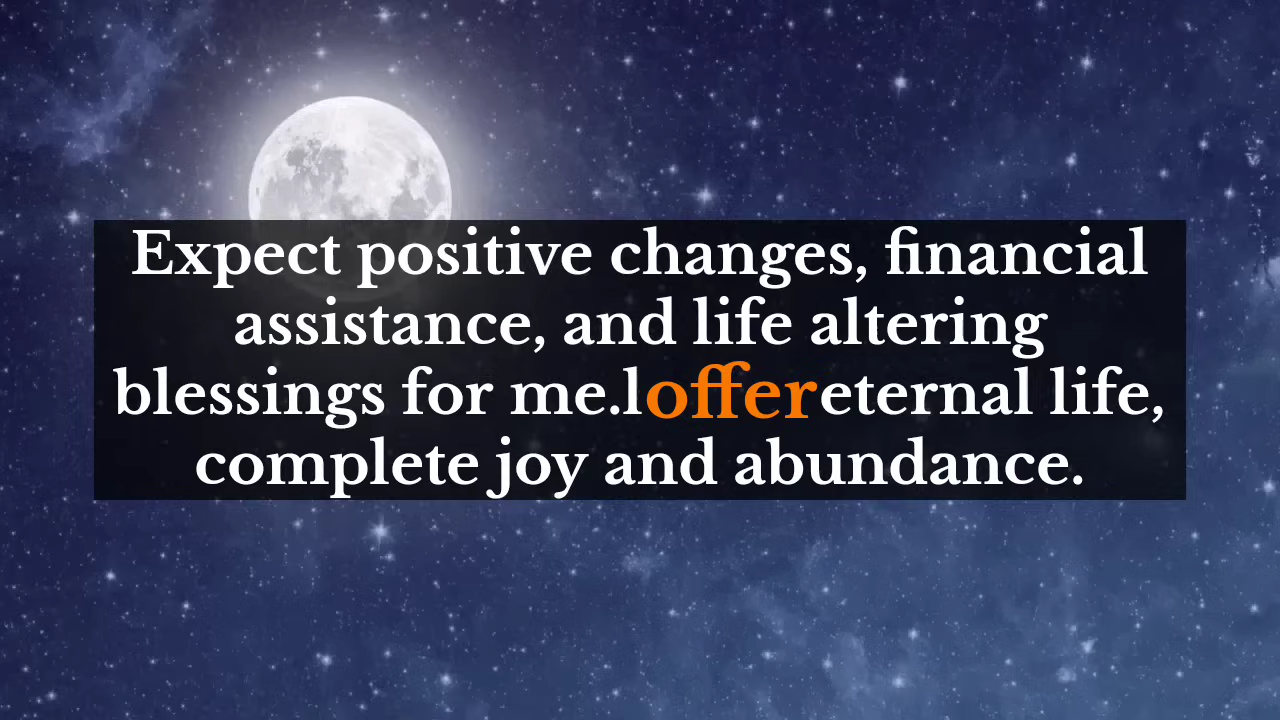 Expect positive changes, financial
assistance, and life altering
blessings for me.l offer eternal life,
complete joy and abundance.